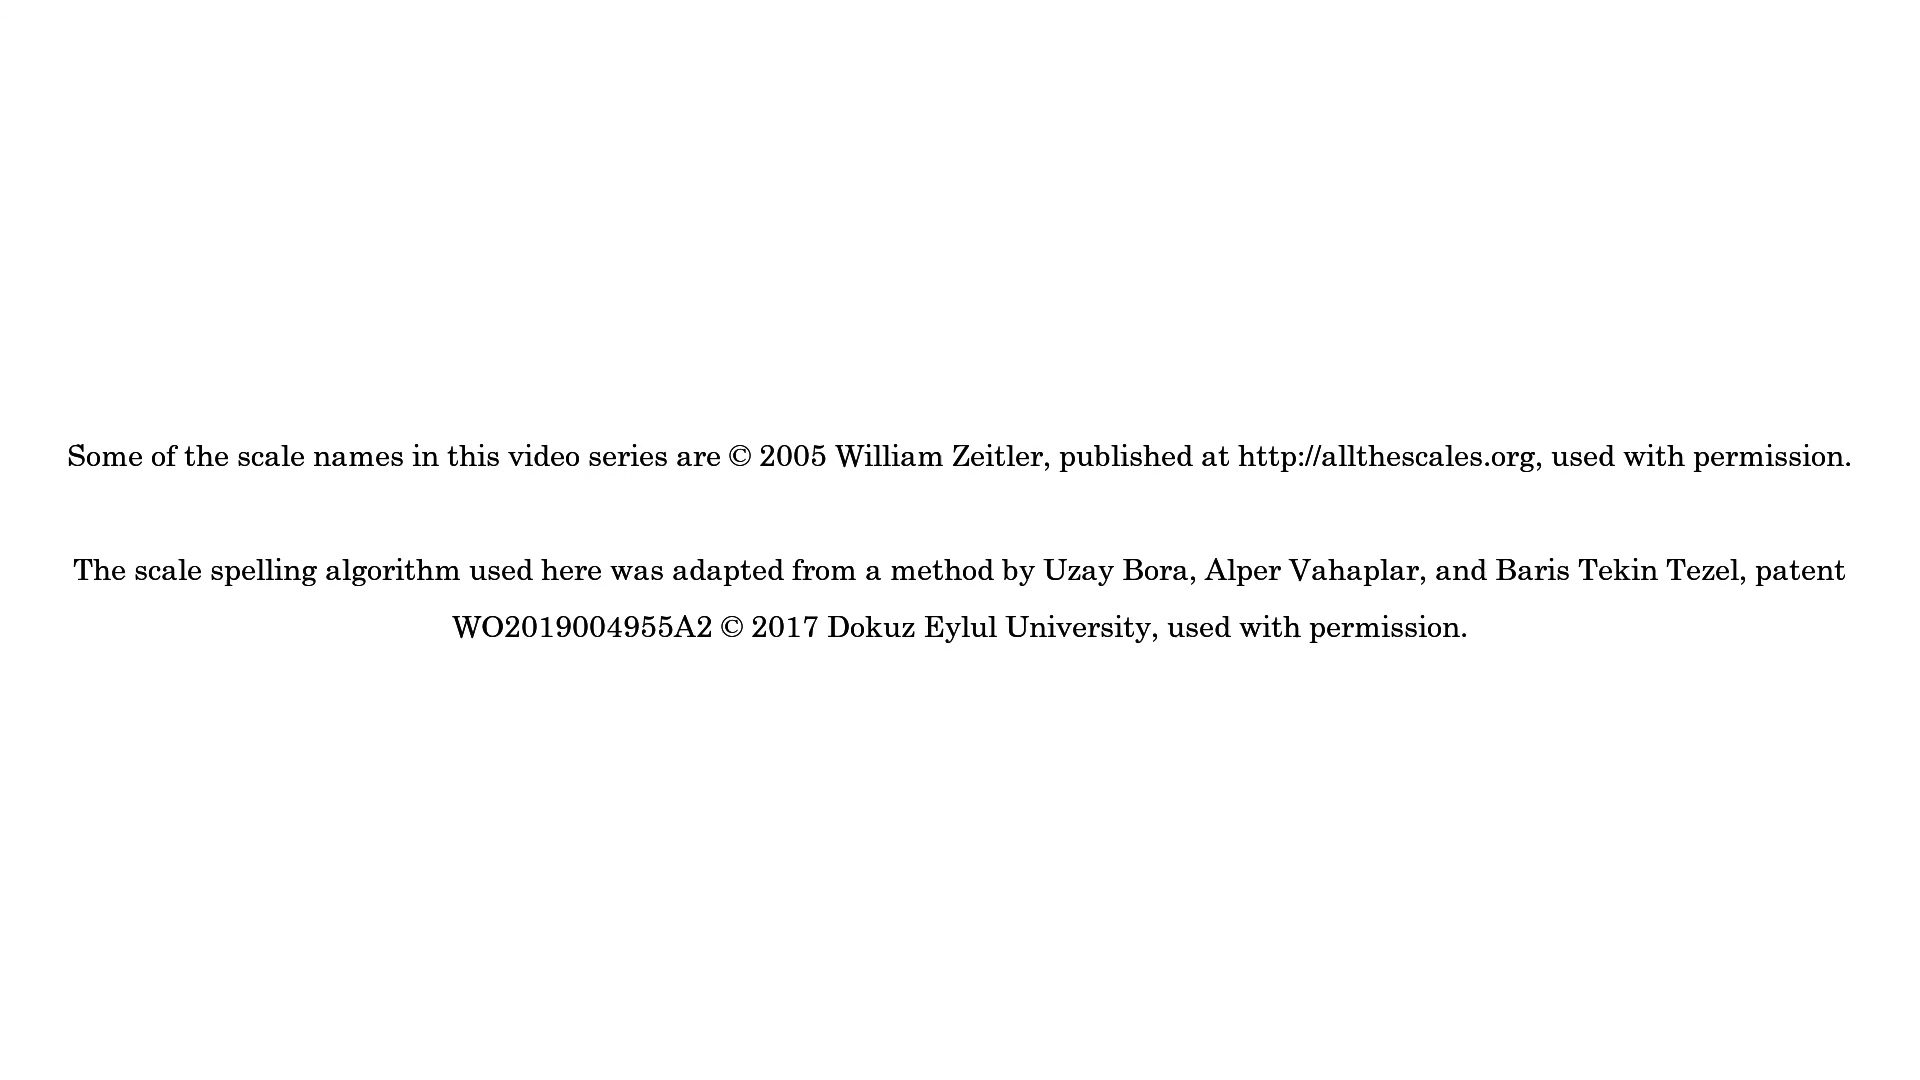 Some of the scale names in this video series are © 2005 William Zeitler, published at http://allthescales.org, used with permission.
The scale spelling algorithm used here was adapted from a method by Uzay Bora, Alper Vahaplar, and Baris Tekin Tezel, patent
WO2019004955A2 © 2017 Dokuz Eylul University, used with permission.